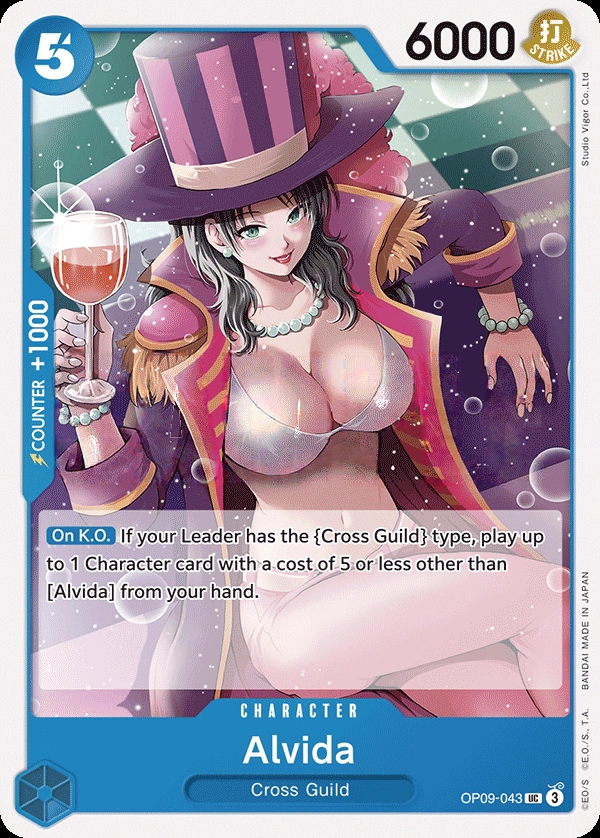 5
6000
打
STRIKE
Studio Vigor Co.,Ltd
COUNTER +1000
On K.O. If your Leader has the {Cross Guild} type, play up
to 1 Character card with a cost of 5 or less other than
[Alvida] from your hand.
©EO/S ©E.O./S., T.A. BANDAI MADE IN JAPAN
CHARACTER
Alvida
Cross Guild
OP09-043 UC 3